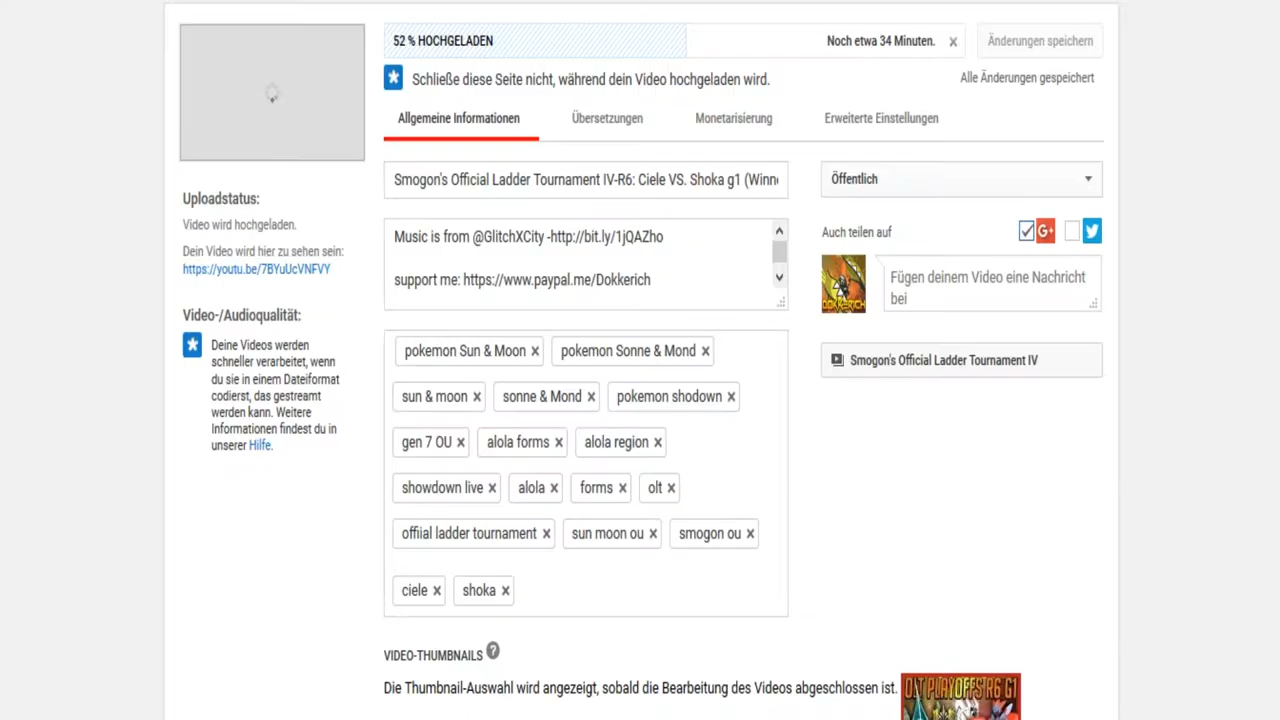 52 % HOCHGELADEN
Noch etwa 34 Minuten.
Änderungen speichern
Schließe diese Seite nicht, während dein Video hochgeladen wird.
Alle Änderungen gespeichert
Allgemeine Informationen
Übersetzungen
Monetarisierung
Erweiterte Einstellungen
Uploadstatus:
Video wird hochgeladen.
Dein Video wird hier zu sehen sein:
https://youtu.be/7BYuUcVNFVY
Video-/Audioqualität:
Deine Videos werden
schneller verarbeitet, wenn
du sie in einem Dateiformat
codierst, das gestreamt
werden kann. Weitere
Informationen findest du in
unserer Hilfe.
Smogon's Official Ladder Tournament IV-R6: Ciele VS. Shoka g1 (Winne
Music is from @GlitchXCity -http://bit.ly/1jQAZho
support me: https://www.paypal.me/Dokkerich
pokemon Sun & Moon × pokemon Sonne & Mond ×
sun & moon × sonne & Mond × pokemon shodown ×
gen 7 OU × alola forms × alola region ×
showdown live × alola × forms × olt ×
offiial ladder tournament × sun moon ou × smogon ou ×
ciele × shoka ×
Öffentlich
Auch teilen auf
G+
DOKKERICH
Fügen deinem Video eine Nachricht
bei
Smogon's Official Ladder Tournament IV
VIDEO-THUMBNAILS ?
Die Thumbnail-Auswahl wird angezeigt, sobald die Bearbeitung des Videos abgeschlossen ist.
OLT PLAYOFFS R6 G1